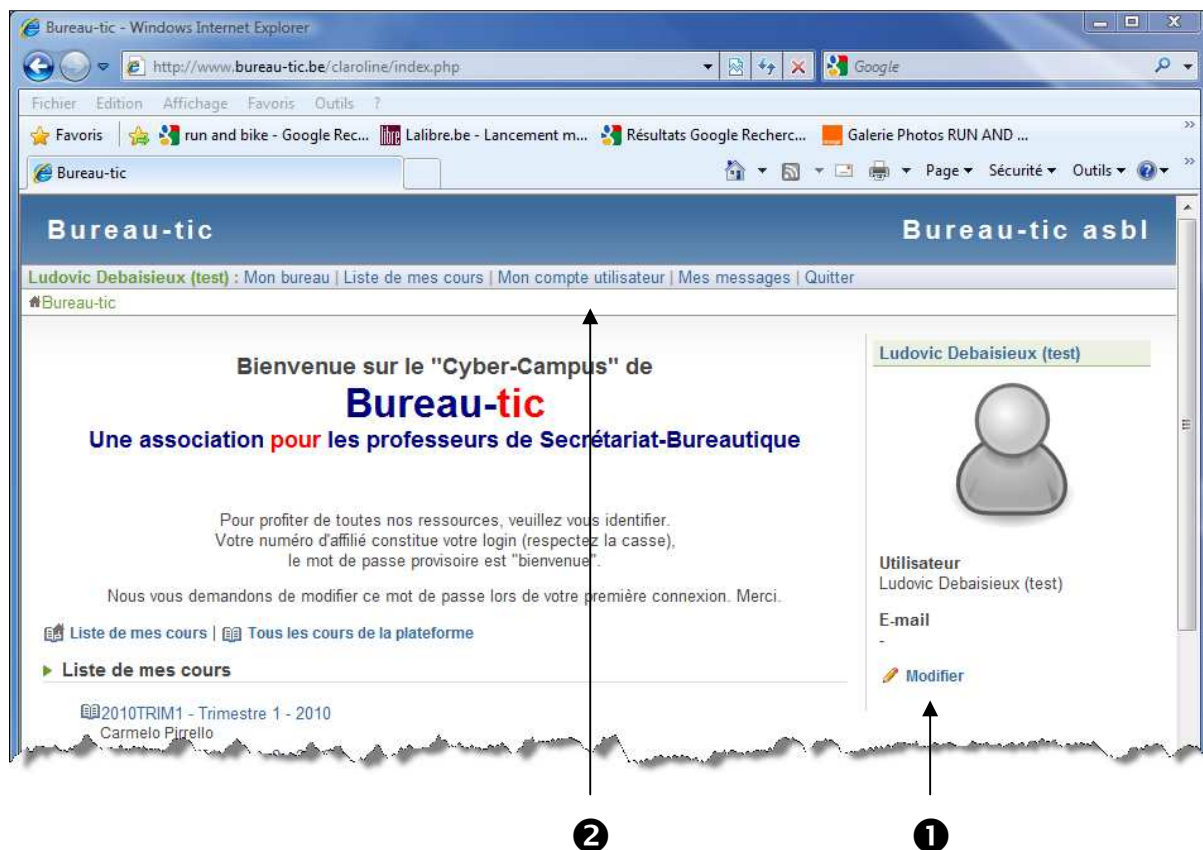 Bureau-tic - Windows Internet Explorer
http://www.bureau-tic.be/claroline/index.php
Google
Fichier Edition Affichage Favoris Outils ?
Favoris run and bike - Google Rec... libre Lalibre.be - Lancement m... Résultats Google Recherc... Galerie Photos RUN AND ... »
Bureau-tic Page Sécurité Outils »
Bureau-tic Bureau-tic asbl
Ludovic Debaisieux (test) : Mon bureau | Liste de mes cours | Mon compte utilisateur | Mes messages | Quitter
Bureau-tic
Bienvenue sur le "Cyber-Campus" de
Bureau-tic
Une association pour les professeurs de Secrétariat-Bureautique
Pour profiter de toutes nos ressources, veuillez vous identifier.
Votre numéro d'affilié constitue votre login (respectez la casse),
le mot de passe provisoire est "bienvenue".
Nous vous demandons de modifier ce mot de passe lors de votre première connexion. Merci.
Liste de mes cours | Tous les cours de la plateforme
Liste de mes cours
2010TRIM1 - Trimestre 1 - 2010
Carmelo Pirrello
Ludovic Debaisieux (test)
Utilisateur
Ludovic Debaisieux (test)
E-mail
-
Modifier
❷ ❶